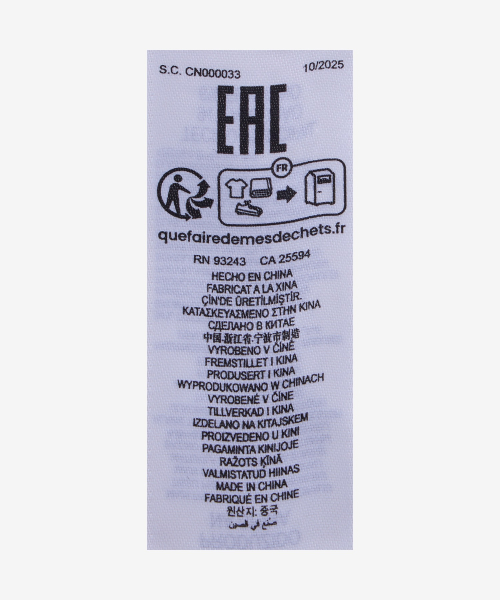 S.C. CN000033 10/2025
EAC
FR
quefairedemesdechets.fr
RN 93243 CA 25594
HECHO EN CHINA
FABRICAT A LA XINA
ÇİN'DE ÜRETİLMİŞTİR.
ΚΑΤΑΣΚΕΥΑΣΜΕΝΟ ΣΤΗΝ ΚΙΝΑ
СДЕЛАНО В КИТАЕ
中国.浙江省.宁波市制造
VYROBENO V ČÍNĚ
FREMSTILLET I KINA
PRODUSERT I KINA
WYPRODUKOWANO W CHINACH
VYROBENÉ V ČÍNE
TILLVERKAD I KINA
IZDELANO NA KITAJSKEM
PROIZVEDENO U KINI
PAGAMINTA KINIJOJE
RAŽOTS ĶĪNĀ
VALMISTATUD HIINAS
MADE IN CHINA
FABRIQUÉ EN CHINE
원산지: 중국
صنع في الصين